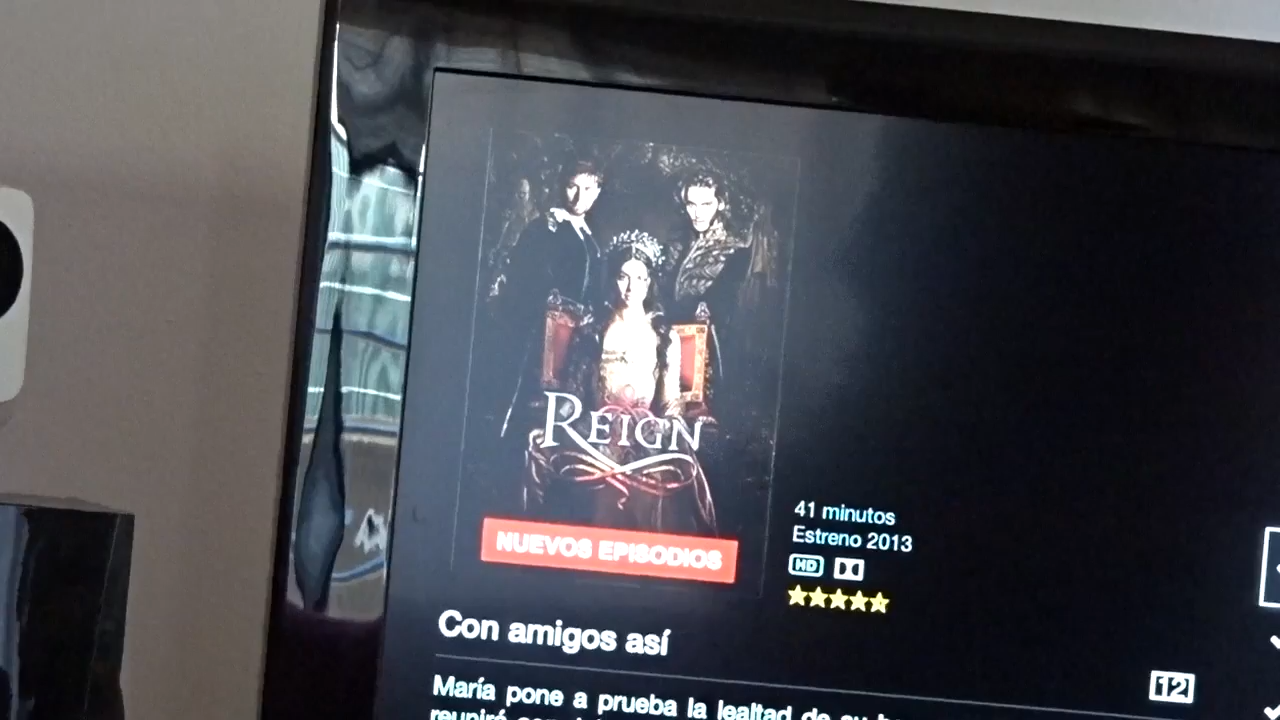 REIGN
NUEVOS EPISODIOS
41 minutos
Estreno 2013
HD
Con amigos así
12
María pone a prueba la lealtad de su